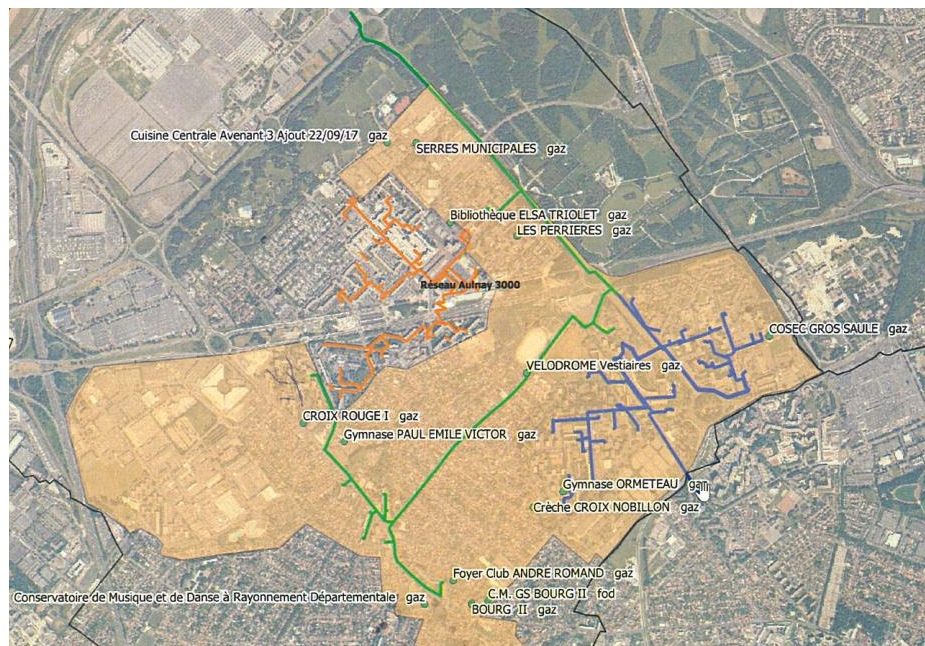 Cuisine Centrale Avenant 3 Ajout 22/09/17 gaz
SERRES MUNICIPALES gaz
Bibliothèque ELSA TRIOLET gaz
LES PERRIERES gaz
Réseau Aulnay 3000
COSEC GROS SAULE gaz
VELODROME Vestiaires gaz
CROIX ROUGE I gaz
Gymnase PAUL EMILE VICTOR gaz
Gymnase ORMETEAU gaz
Crèche CROIX NOBILLON gaz
Foyer Club ANDRE ROMAND gaz
C.M. GS BOURG II fod
Conservatoire de Musique et de Danse à Rayonnement Départementale gaz
BOURG II gaz